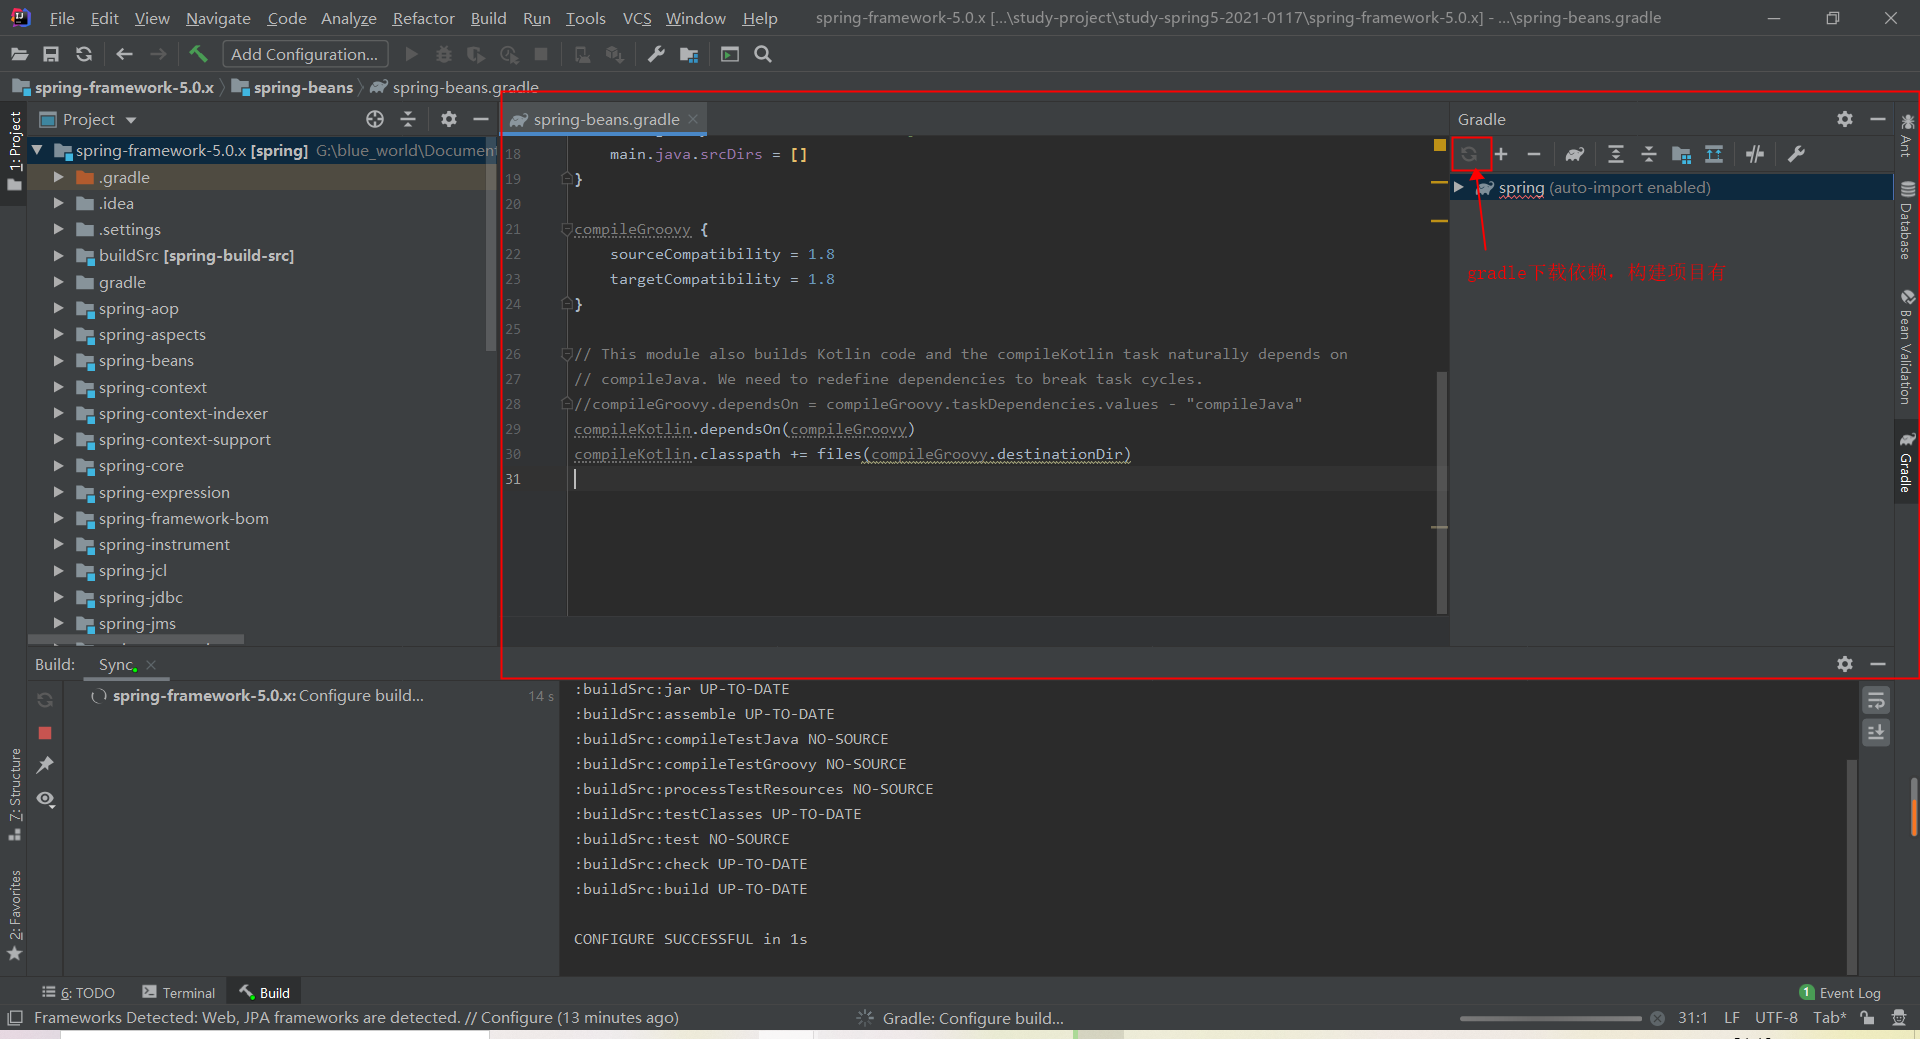 File Edit View Navigate Code Analyze Refactor Build Run Tools VCS Window Help spring-framework-5.0.x [...\study-project\study-spring5-2021-0117\spring-framework-5.0.x] - ...\spring-beans.gradle
Add Configuration...
spring-framework-5.0.x spring-beans spring-beans.gradle
1: Project
7: Structure
2: Favorites
Project
spring-framework-5.0.x [spring] G:\blue_world\Document
.gradle
.idea
.settings
buildSrc [spring-build-src]
gradle
spring-aop
spring-aspects
spring-beans
spring-context
spring-context-indexer
spring-context-support
spring-core
spring-expression
spring-framework-bom
spring-instrument
spring-jcl
spring-jdbc
spring-jms
spring-beans.gradle
18 main.java.srcDirs = []
19 }
20
21 compileGroovy {
22 sourceCompatibility = 1.8
23 targetCompatibility = 1.8
24 }
25
26 // This module also builds Kotlin code and the compileKotlin task naturally depends on
27 // compileJava. We need to redefine dependencies to break task cycles.
28 //compileGroovy.dependsOn = compileGroovy.taskDependencies.values - "compileJava"
29 compileKotlin.dependsOn(compileGroovy)
30 compileKotlin.classpath += files(compileGroovy.destinationDir)
31
Gradle
spring (auto-import enabled)
gradle下载依赖，构建项目有
Ant
Database
Bean Validation
Gradle
Build: Sync
spring-framework-5.0.x: Configure build... 14 s
:buildSrc:jar UP-TO-DATE
:buildSrc:assemble UP-TO-DATE
:buildSrc:compileTestJava NO-SOURCE
:buildSrc:compileTestGroovy NO-SOURCE
:buildSrc:processTestResources NO-SOURCE
:buildSrc:testClasses UP-TO-DATE
:buildSrc:test NO-SOURCE
:buildSrc:check UP-TO-DATE
:buildSrc:build UP-TO-DATE
CONFIGURE SUCCESSFUL in 1s
6: TODO Terminal Build 1 Event Log
Frameworks Detected: Web, JPA frameworks are detected. // Configure (13 minutes ago) Gradle: Configure build... 31:1 LF UTF-8 Tab*